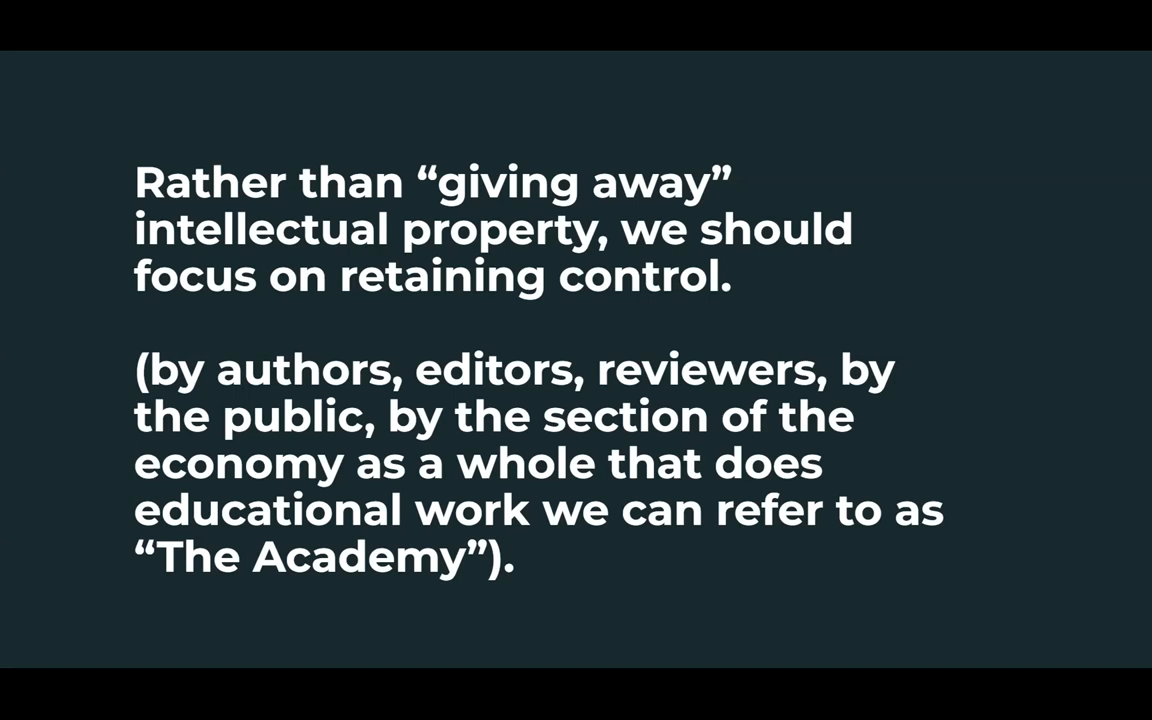 Rather than “giving away”
intellectual property, we should
focus on retaining control.
(by authors, editors, reviewers, by
the public, by the section of the
economy as a whole that does
educational work we can refer to as
“The Academy”).